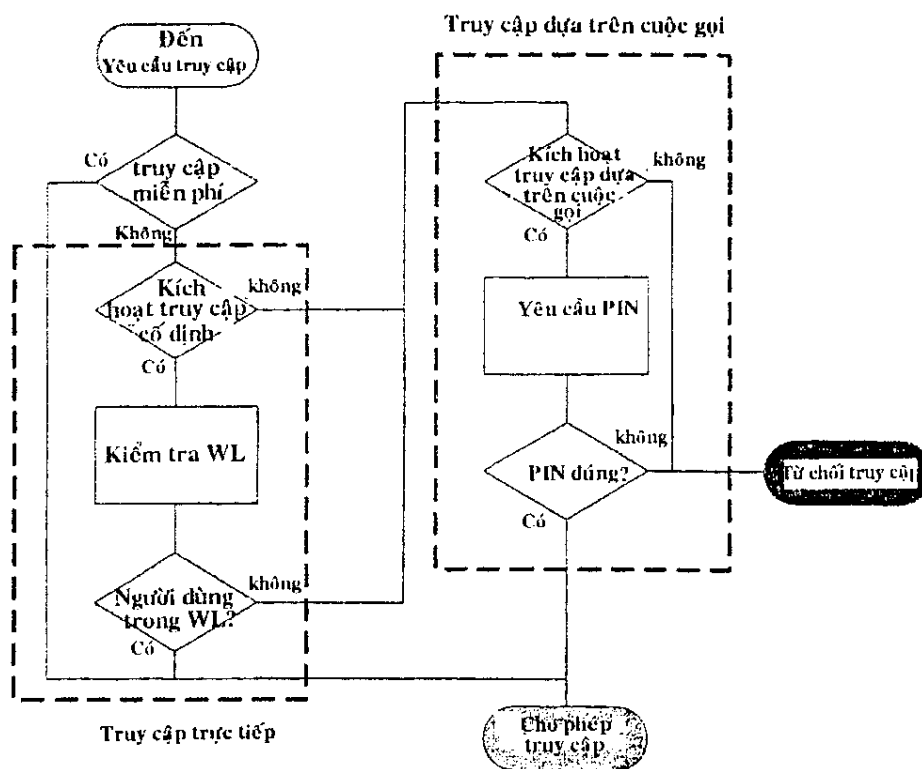 Truy cập dựa trên cuộc gọi
Đến
Yêu cầu truy cập
Có
truy cập
miễn phí
Không
Kích
hoạt truy cập
cố định
không
Có
Kiểm tra WL
Người dùng
trong WL?
không
Có
Truy cập trực tiếp
Kích hoạt
truy cập dựa
trên cuộc
gọi
không
Có
Yêu cầu PIN
không
PIN đúng?
Có
Từ chối truy cập
Cho phép
truy cập